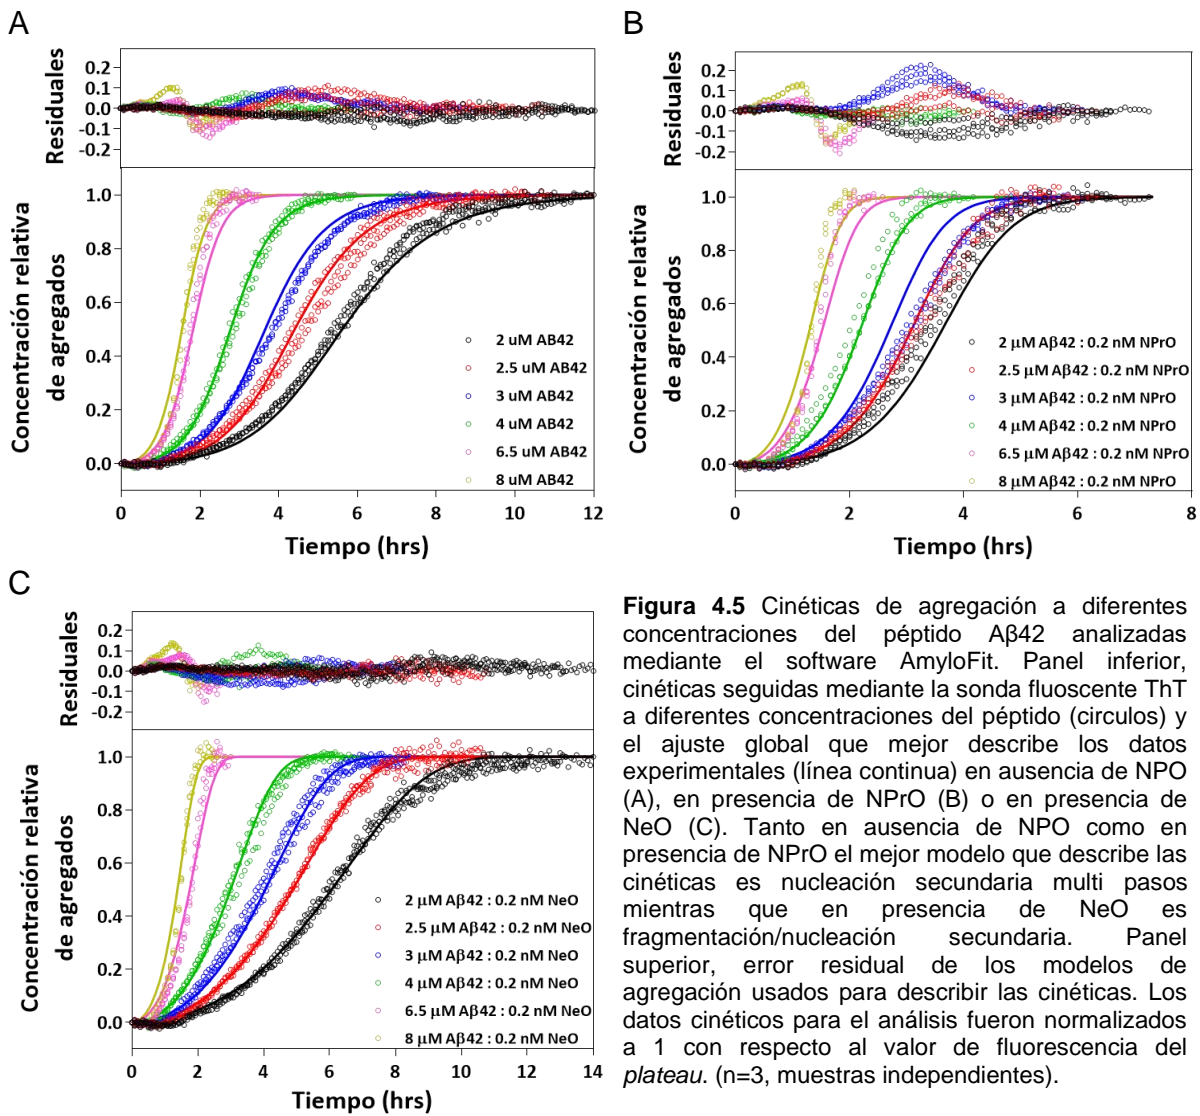 A
Residuales
0.2
0.1
0.0
-0.1
-0.2
Concentración relativa
de agregados
1.0
0.8
0.6
0.4
0.2
0.0
2 uM AB42
2.5 uM AB42
3 uM AB42
4 uM AB42
6.5 uM AB42
8 uM AB42
0 2 4 6 8 10 12
Tiempo (hrs)
B
Residuales
0.2
0.1
0.0
-0.1
-0.2
Concentración relativa
de agregados
1.0
0.8
0.6
0.4
0.2
0.0
2 μM Aβ42 : 0.2 nM NPrO
2.5 μM Aβ42 : 0.2 nM NPrO
3 μM Aβ42 : 0.2 nM NPrO
4 μM Aβ42 : 0.2 nM NPrO
6.5 μM Aβ42 : 0.2 nM NPrO
8 μM Aβ42 : 0.2 nM NPrO
0 2 4 6 8
Tiempo (hrs)
C
Residuales
0.2
0.1
0.0
-0.1
-0.2
Concentración relativa
de agregados
1.0
0.8
0.6
0.4
0.2
0.0
2 μM Aβ42 : 0.2 nM NeO
2.5 μM Aβ42 : 0.2 nM NeO
3 μM Aβ42 : 0.2 nM NeO
4 μM Aβ42 : 0.2 nM NeO
6.5 μM Aβ42 : 0.2 nM NeO
8 μM Aβ42 : 0.2 nM NeO
0 2 4 6 8 10 12 14
Tiempo (hrs)
Figura 4.5 Cinéticas de agregación a diferentes
concentraciones del péptido Aβ42 analizadas
mediante el software AmyloFit. Panel inferior,
cinéticas seguidas mediante la sonda fluoscente ThT
a diferentes concentraciones del péptido (circulos) y
el ajuste global que mejor describe los datos
experimentales (línea continua) en ausencia de NPO
(A), en presencia de NPrO (B) o en presencia de
NeO (C). Tanto en ausencia de NPO como en
presencia de NPrO el mejor modelo que describe las
cinéticas es nucleación secundaria multi pasos
mientras que en presencia de NeO es
fragmentación/nucleación secundaria. Panel
superior, error residual de los modelos de
agregación usados para describir las cinéticas. Los
datos cinéticos para el análisis fueron normalizados
a 1 con respecto al valor de fluorescencia del
plateau. (n=3, muestras independientes).